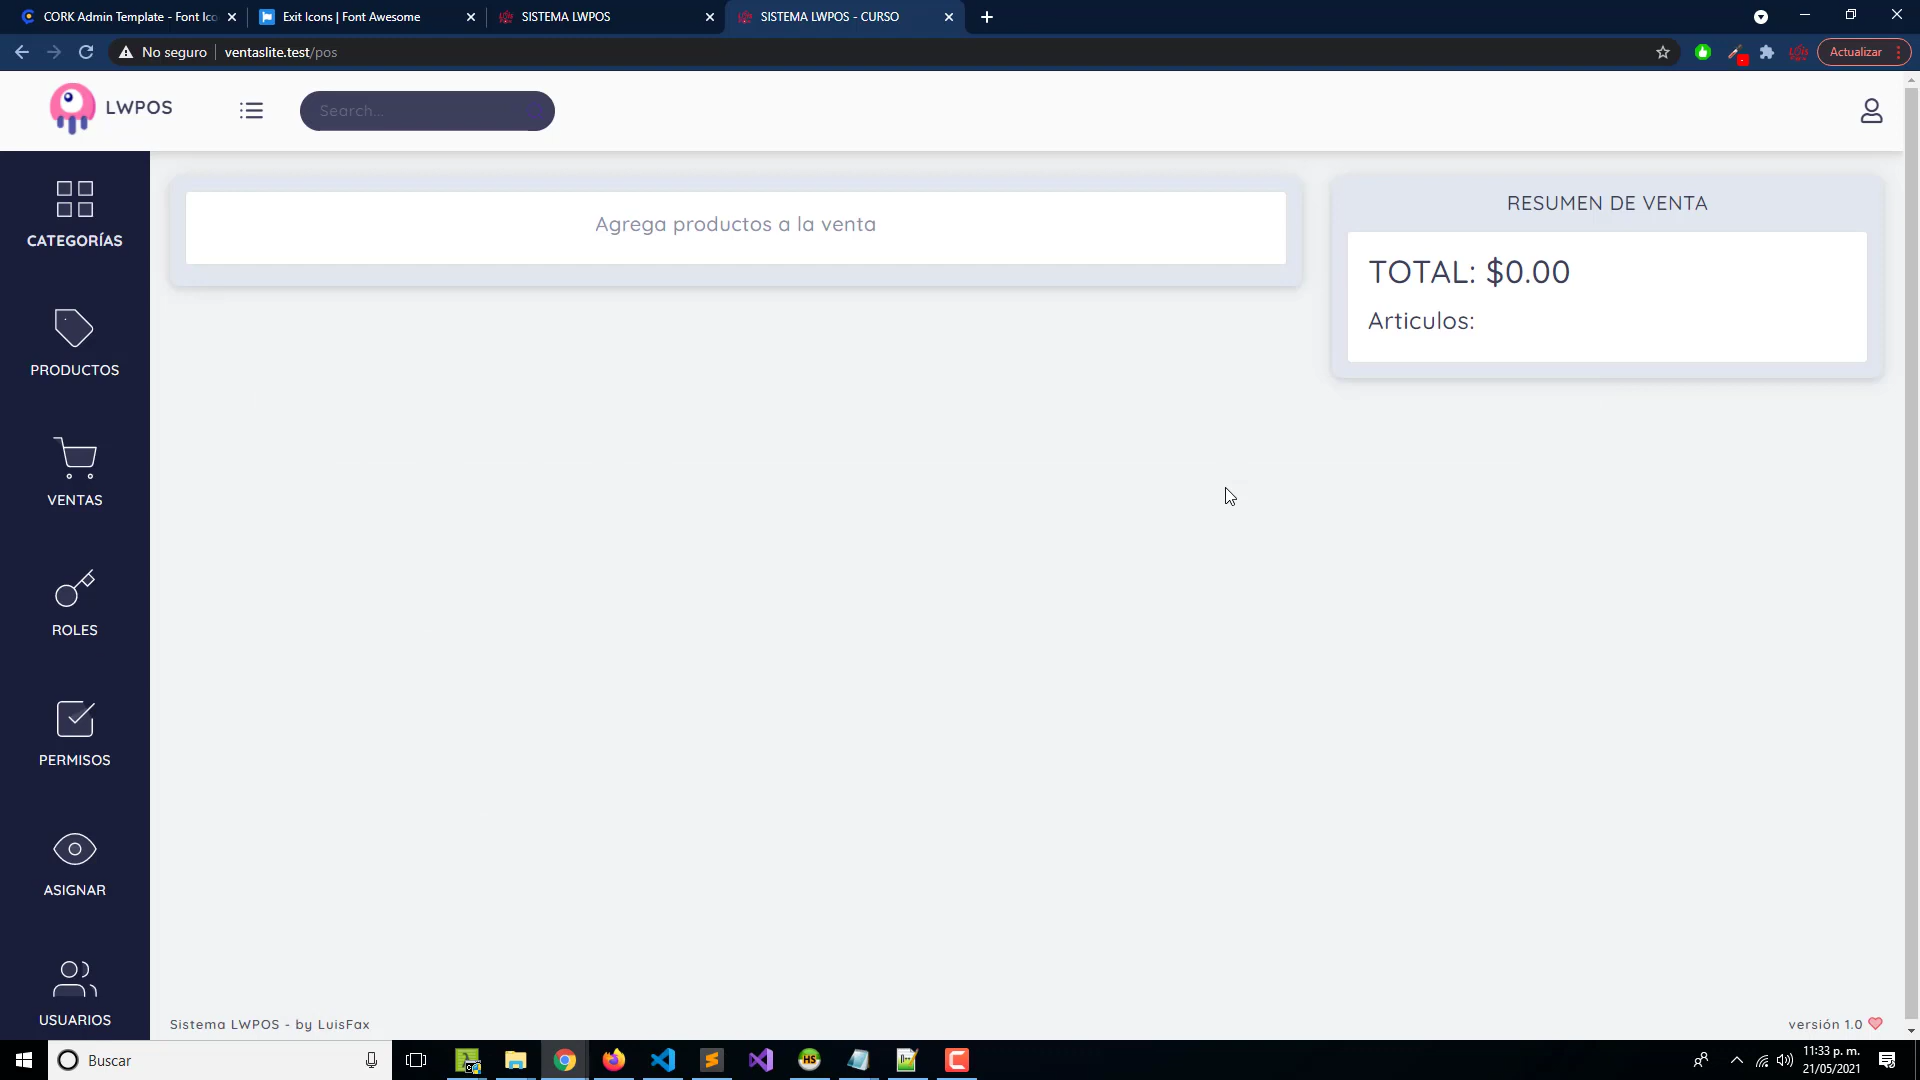 CORK Admin Template - Font Ico
Exit Icons | Font Awesome
SISTEMA LWPOS
SISTEMA LWPOS - CURSO
No seguro
ventaslite.test/pos
Actualizar
LWPOS
Search...
CATEGORÍAS
PRODUCTOS
VENTAS
ROLES
PERMISOS
ASIGNAR
USUARIOS
Agrega productos a la venta
RESUMEN DE VENTA
TOTAL: $0.00
Articulos:
Sistema LWPOS - by LuisFax
versión 1.0
Buscar
HS
11:33 p. m.
21/05/2021